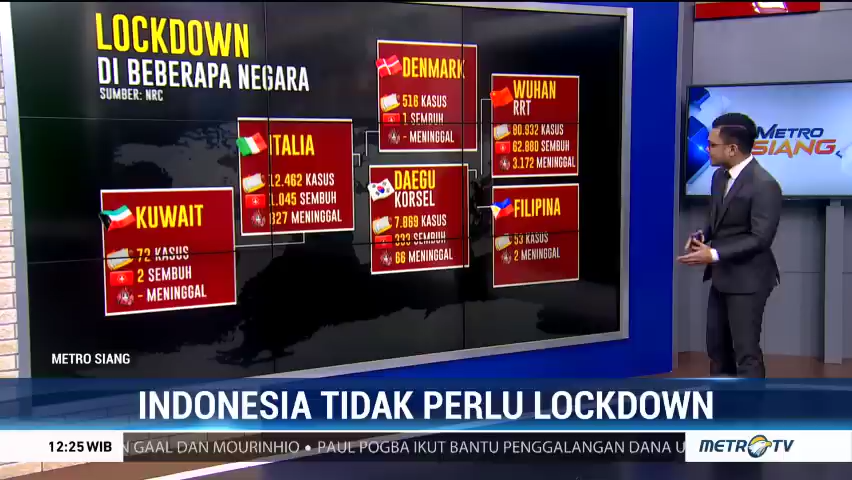 LOCKDOWN
DI BEBERAPA NEGARA
SUMBER: NRC
DENMARK
516 KASUS
1 SEMBUH
- MENINGGAL
WUHAN
RRT
80.932 KASUS
62.880 SEMBUH
3.172 MENINGGAL
ITALIA
12.462 KASUS
1.045 SEMBUH
827 MENINGGAL
DAEGU
KORSEL
7.869 KASUS
333 SEMBUH
66 MENINGGAL
FILIPINA
53 KASUS
2 MENINGGAL
KUWAIT
72 KASUS
2 SEMBUH
- MENINGGAL
METRO
SIANG
METRO SIANG
INDONESIA TIDAK PERLU LOCKDOWN
12:25 WIB
N GAAL DAN MOURINHIO • PAUL POGBA IKUT BANTU PENGGALANGAN DANA U
METRO TV